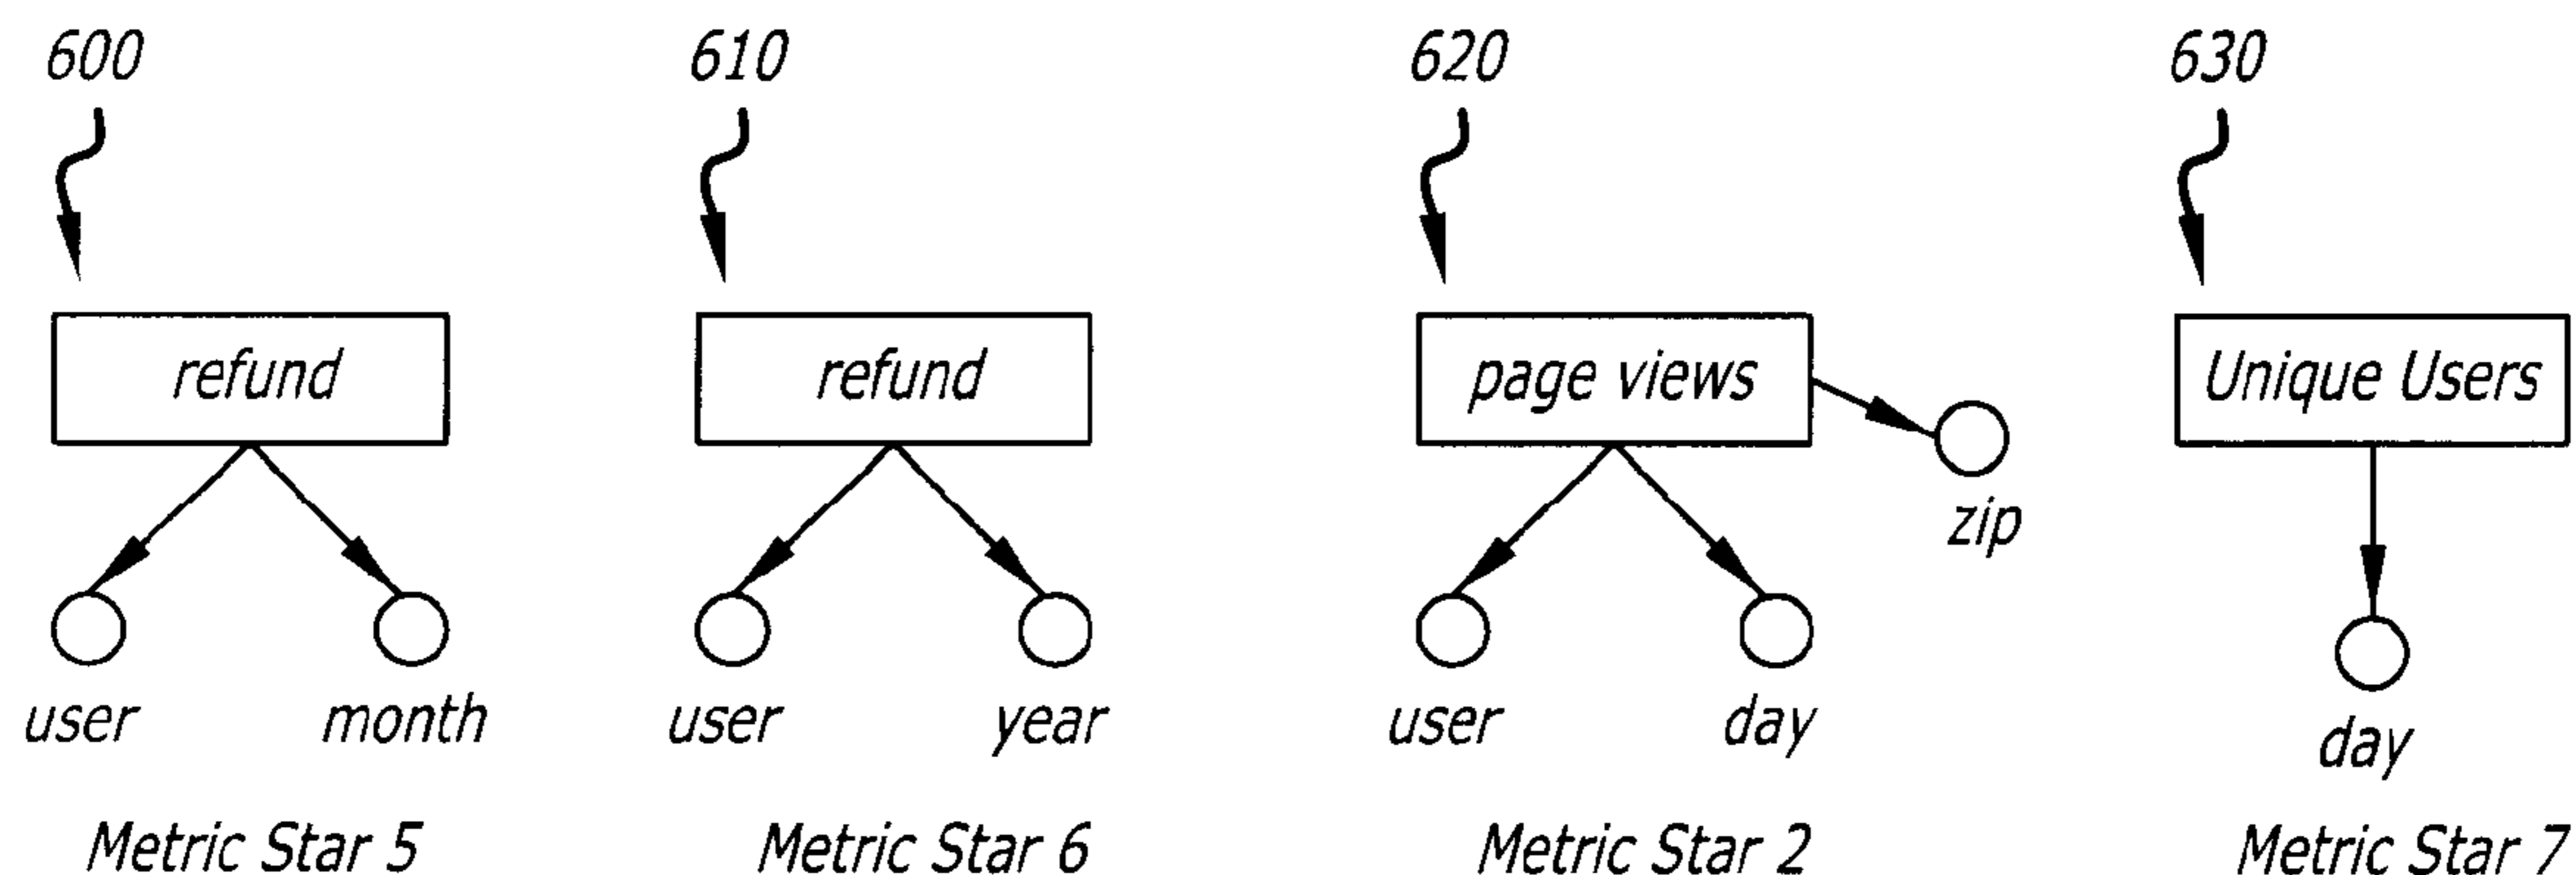 600 610 620 630
refund refund page views Unique Users
zip
user month user year user day
day
Metric Star 5 Metric Star 6 Metric Star 2 Metric Star 7